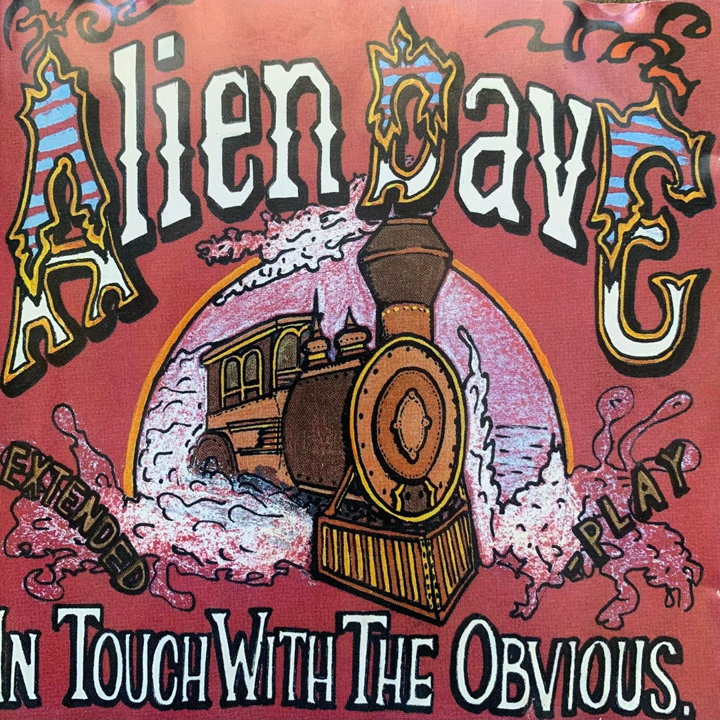 Alien Dave
EXTENDED -PLAY
IN TOUCH WITH THE OBVIOUS.